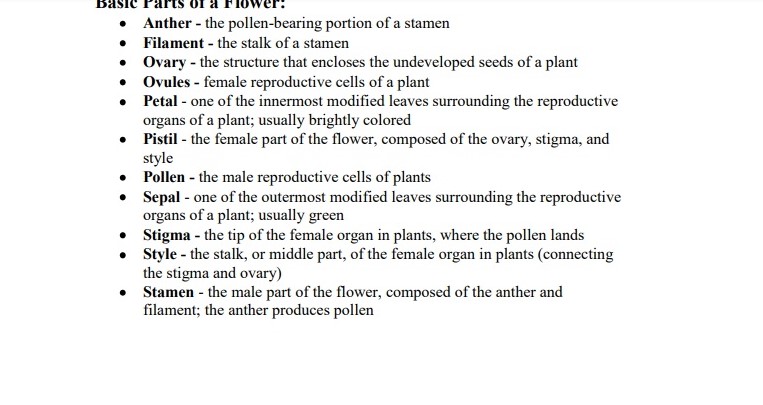 Basic Parts of a Flower:
• Anther - the pollen-bearing portion of a stamen
• Filament - the stalk of a stamen
• Ovary - the structure that encloses the undeveloped seeds of a plant
• Ovules - female reproductive cells of a plant
• Petal - one of the innermost modified leaves surrounding the reproductive
organs of a plant; usually brightly colored
• Pistil - the female part of the flower, composed of the ovary, stigma, and
style
• Pollen - the male reproductive cells of plants
• Sepal - one of the outermost modified leaves surrounding the reproductive
organs of a plant; usually green
• Stigma - the tip of the female organ in plants, where the pollen lands
• Style - the stalk, or middle part, of the female organ in plants (connecting
the stigma and ovary)
• Stamen - the male part of the flower, composed of the anther and
filament; the anther produces pollen